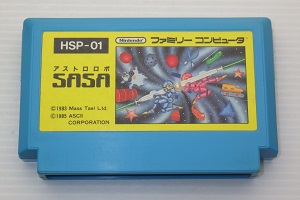 HSP-01
Nintendo
ファミリー コンピュータ
アストロロボ
SASA
©1983 Mass Tael Ltd.
©1985 ASCII
CORPORATION